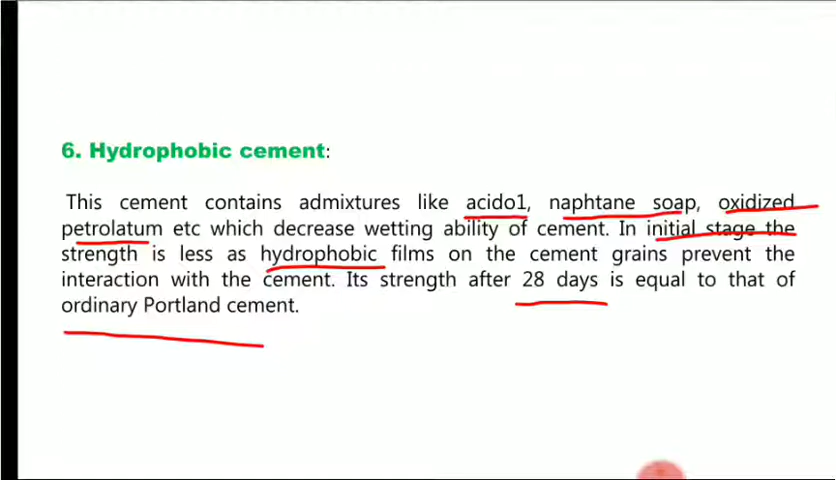 6. Hydrophobic cement:
This cement contains admixtures like acido1, naphtane soap, oxidized
petrolatum etc which decrease wetting ability of cement. In initial stage the
strength is less as hydrophobic films on the cement grains prevent the
interaction with the cement. Its strength after 28 days is equal to that of
ordinary Portland cement.